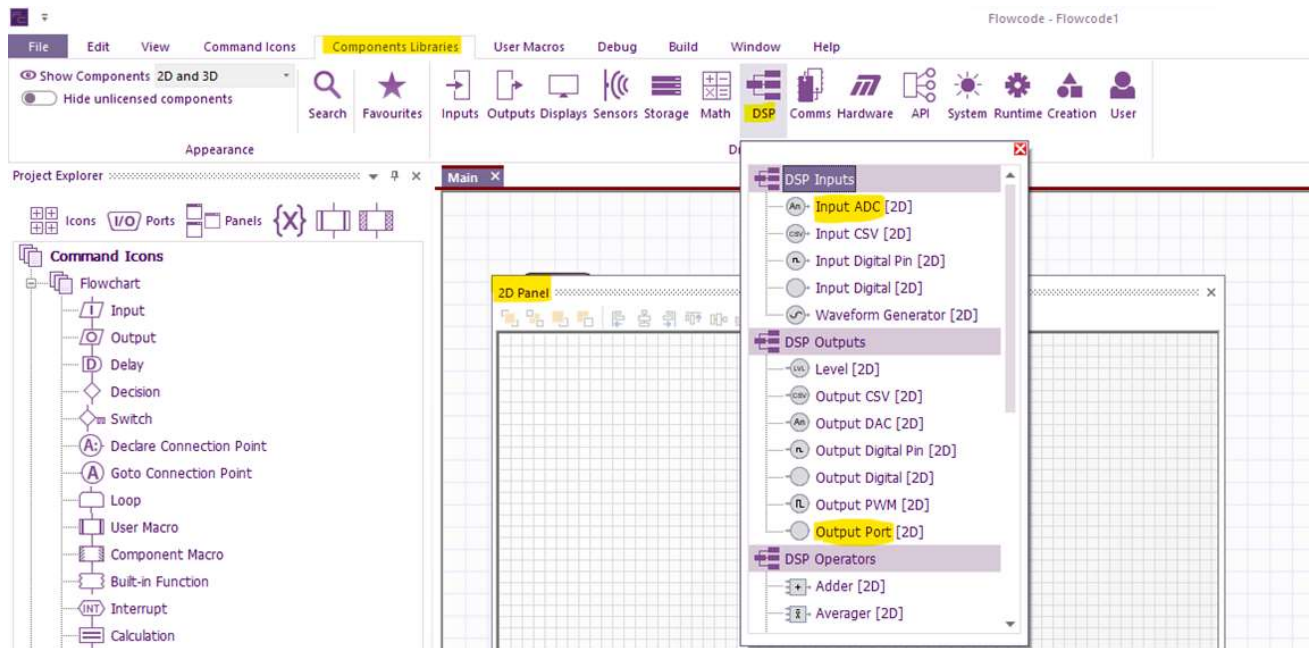 Flowcode - Flowcode1
File Edit View Command Icons Components Libraries User Macros Debug Build Window Help
Show Components 2D and 3D
Hide unlicensed components
Search Favourites Inputs Outputs Displays Sensors Storage Math DSP Comms Hardware API System Runtime Creation User
Appearance
Project Explorer
Main
Icons I/O Ports Panels {X}
Command Icons
Flowchart
I Input
O Output
D Delay
Decision
Switch
A: Declare Connection Point
A Goto Connection Point
Loop
User Macro
Component Macro
Built-in Function
INT Interrupt
Calculation
2D Panel
DSP Inputs
An Input ADC [2D]
CSV Input CSV [2D]
Input Digital Pin [2D]
Input Digital [2D]
Waveform Generator [2D]
DSP Outputs
LVL Level [2D]
CSV Output CSV [2D]
An Output DAC [2D]
Output Digital Pin [2D]
Output Digital [2D]
Output PWM [2D]
Output Port [2D]
DSP Operators
Adder [2D]
Averager [2D]